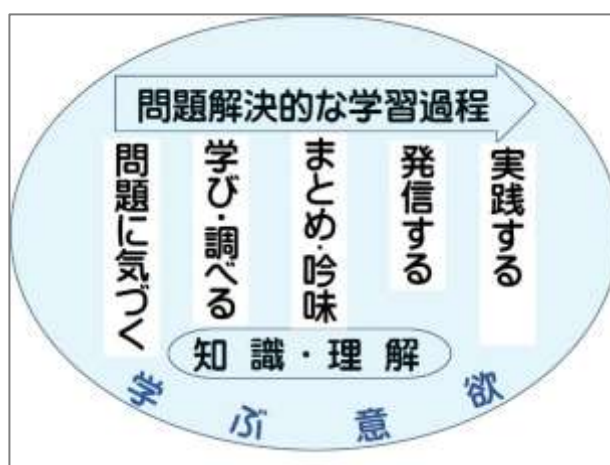 問題解決的な学習過程
問題に気づく
学び・調べる
まとめ・吟味
発信する
実践する
知識・理解
学ぶ意欲